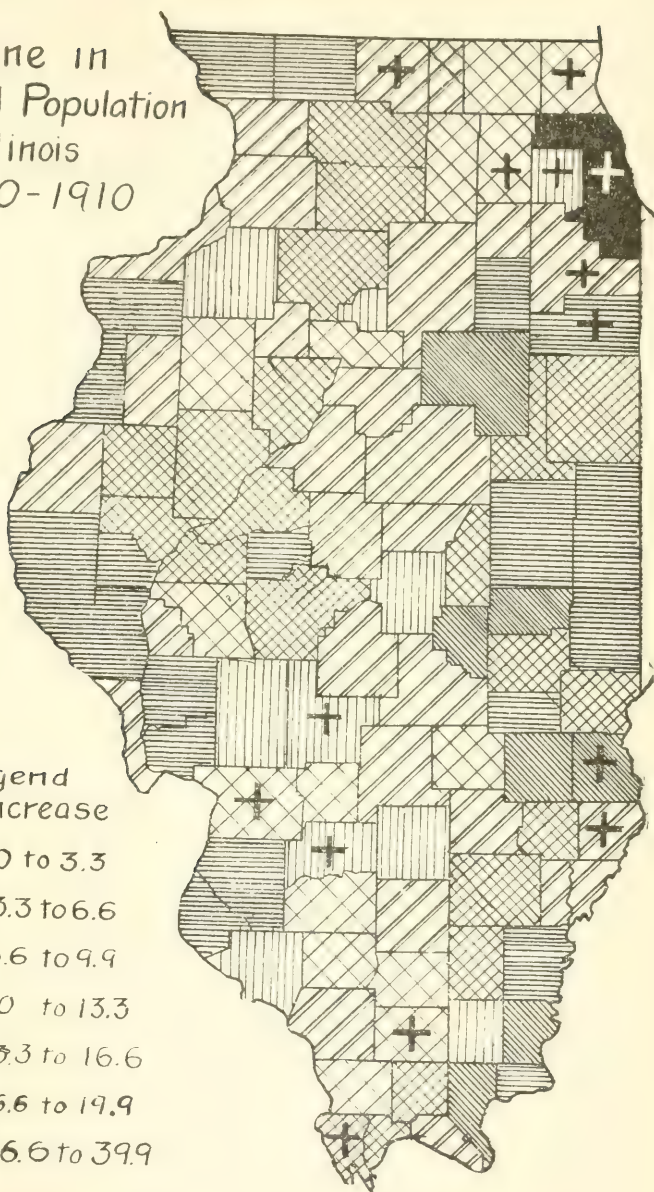 ne in
Population
inois
0-1910
gend
crease
0 to 3.3
3.3 to 6.6
6.6 to 9.9
0 to 13.3
3.3 to 16.6
6.6 to 19.9
6.6 to 39.9